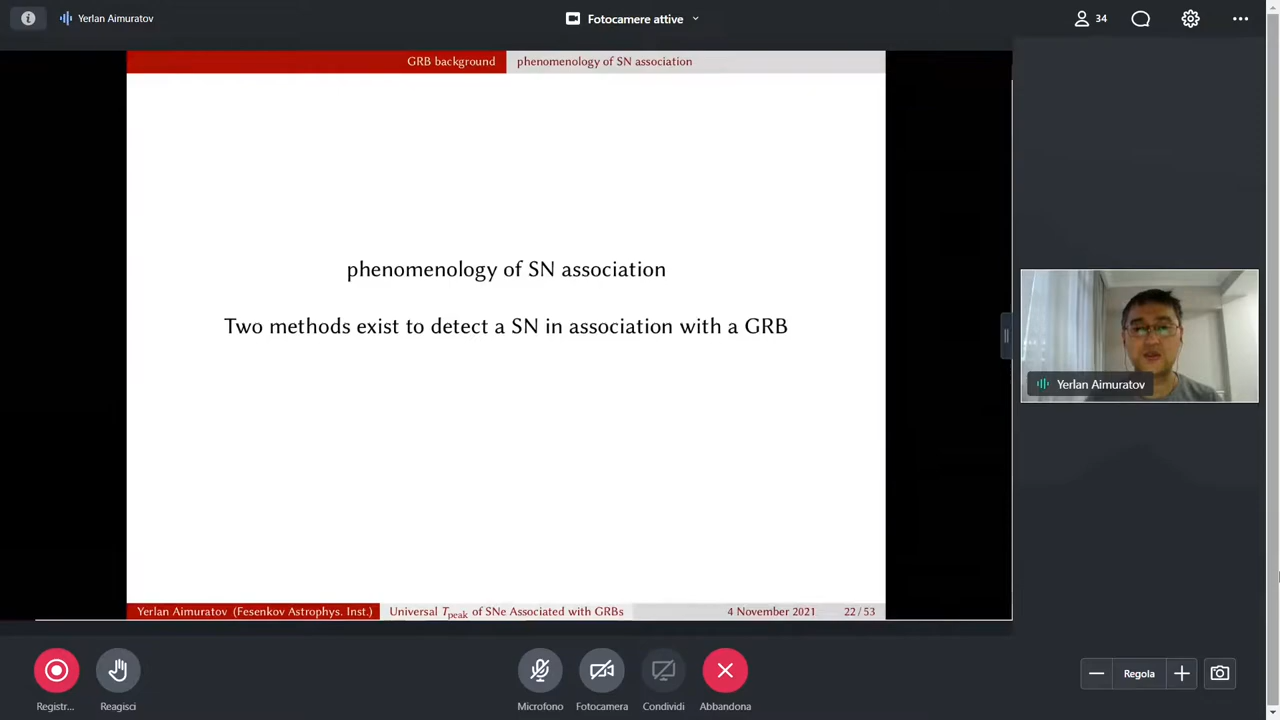 Yerlan Aimuratov
Fotocamere attive
34
GRB background
phenomenology of SN association
phenomenology of SN association
Two methods exist to detect a SN in association with a GRB
Yerlan Aimuratov
Yerlan Aimuratov (Fesenkov Astrophys. Inst.)
Universal Tpeak of SNe Associated with GRBs
4 November 2021
22 / 53
Registr...
Reagisci
Microfono
Fotocamera
Condividi
Abbandona
Regola